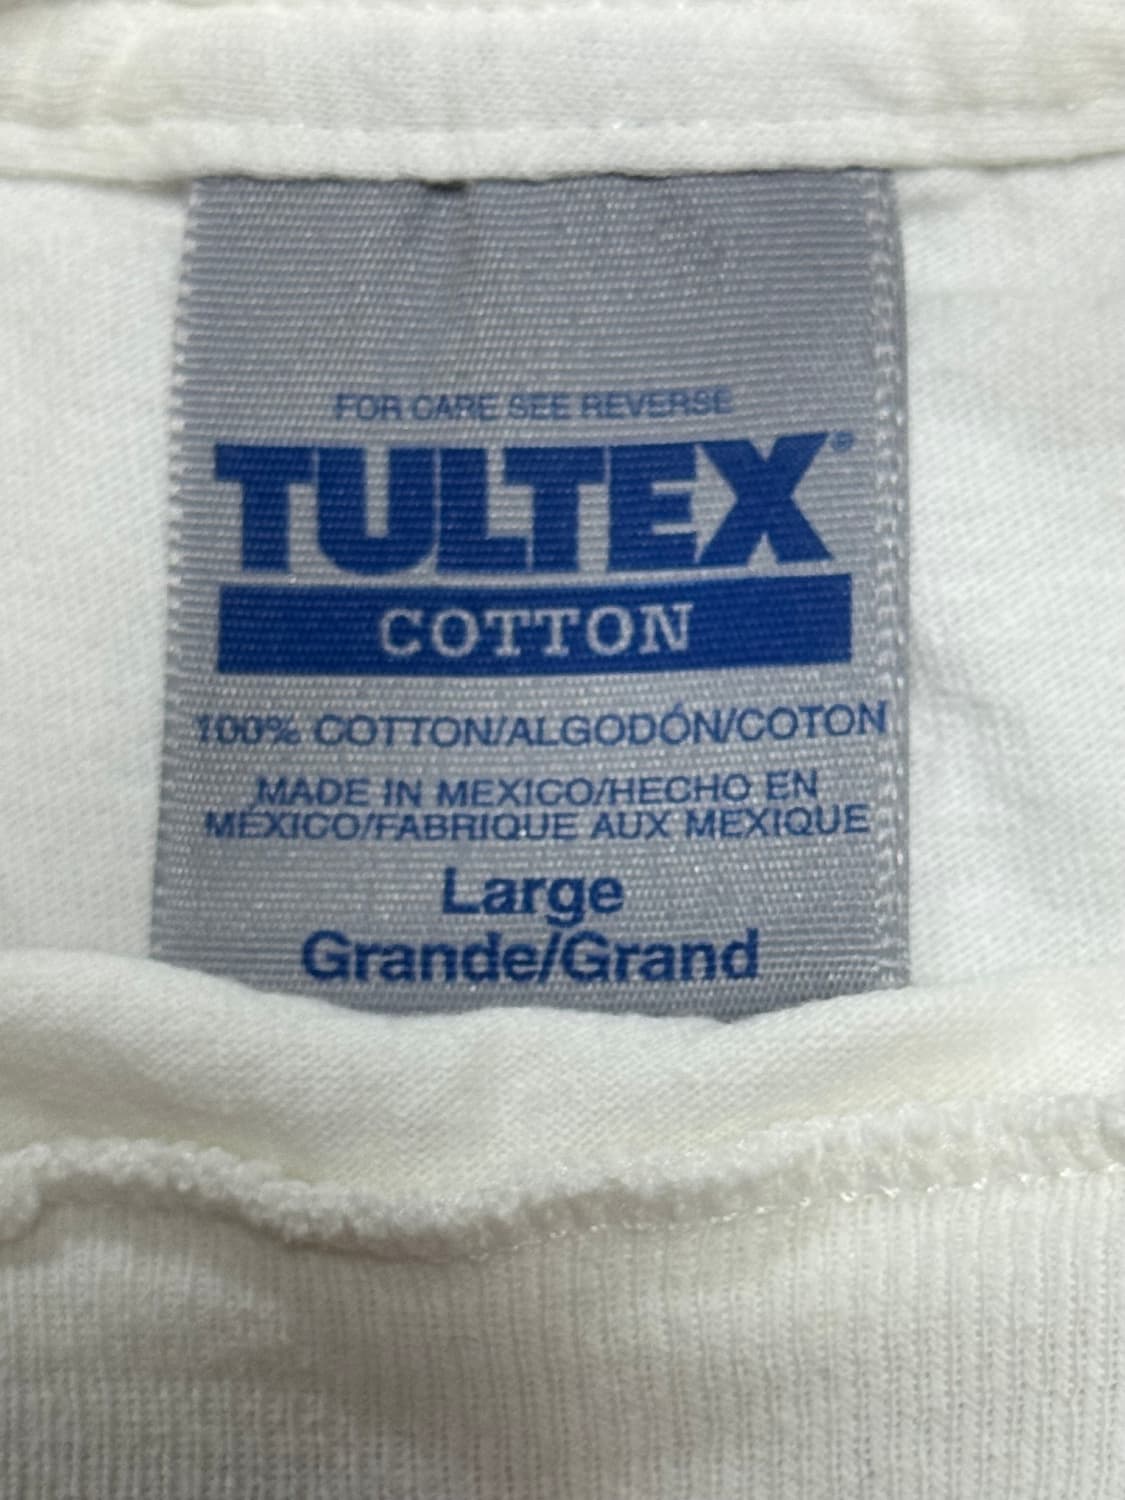 FOR CARE SEE REVERSE
TULTEX®
COTTON
100% COTTON/ALGODÓN/COTON
MADE IN MEXICO/HECHO EN
MÉXICO/FABRIQUE AUX MEXIQUE
Large
Grande/Grand